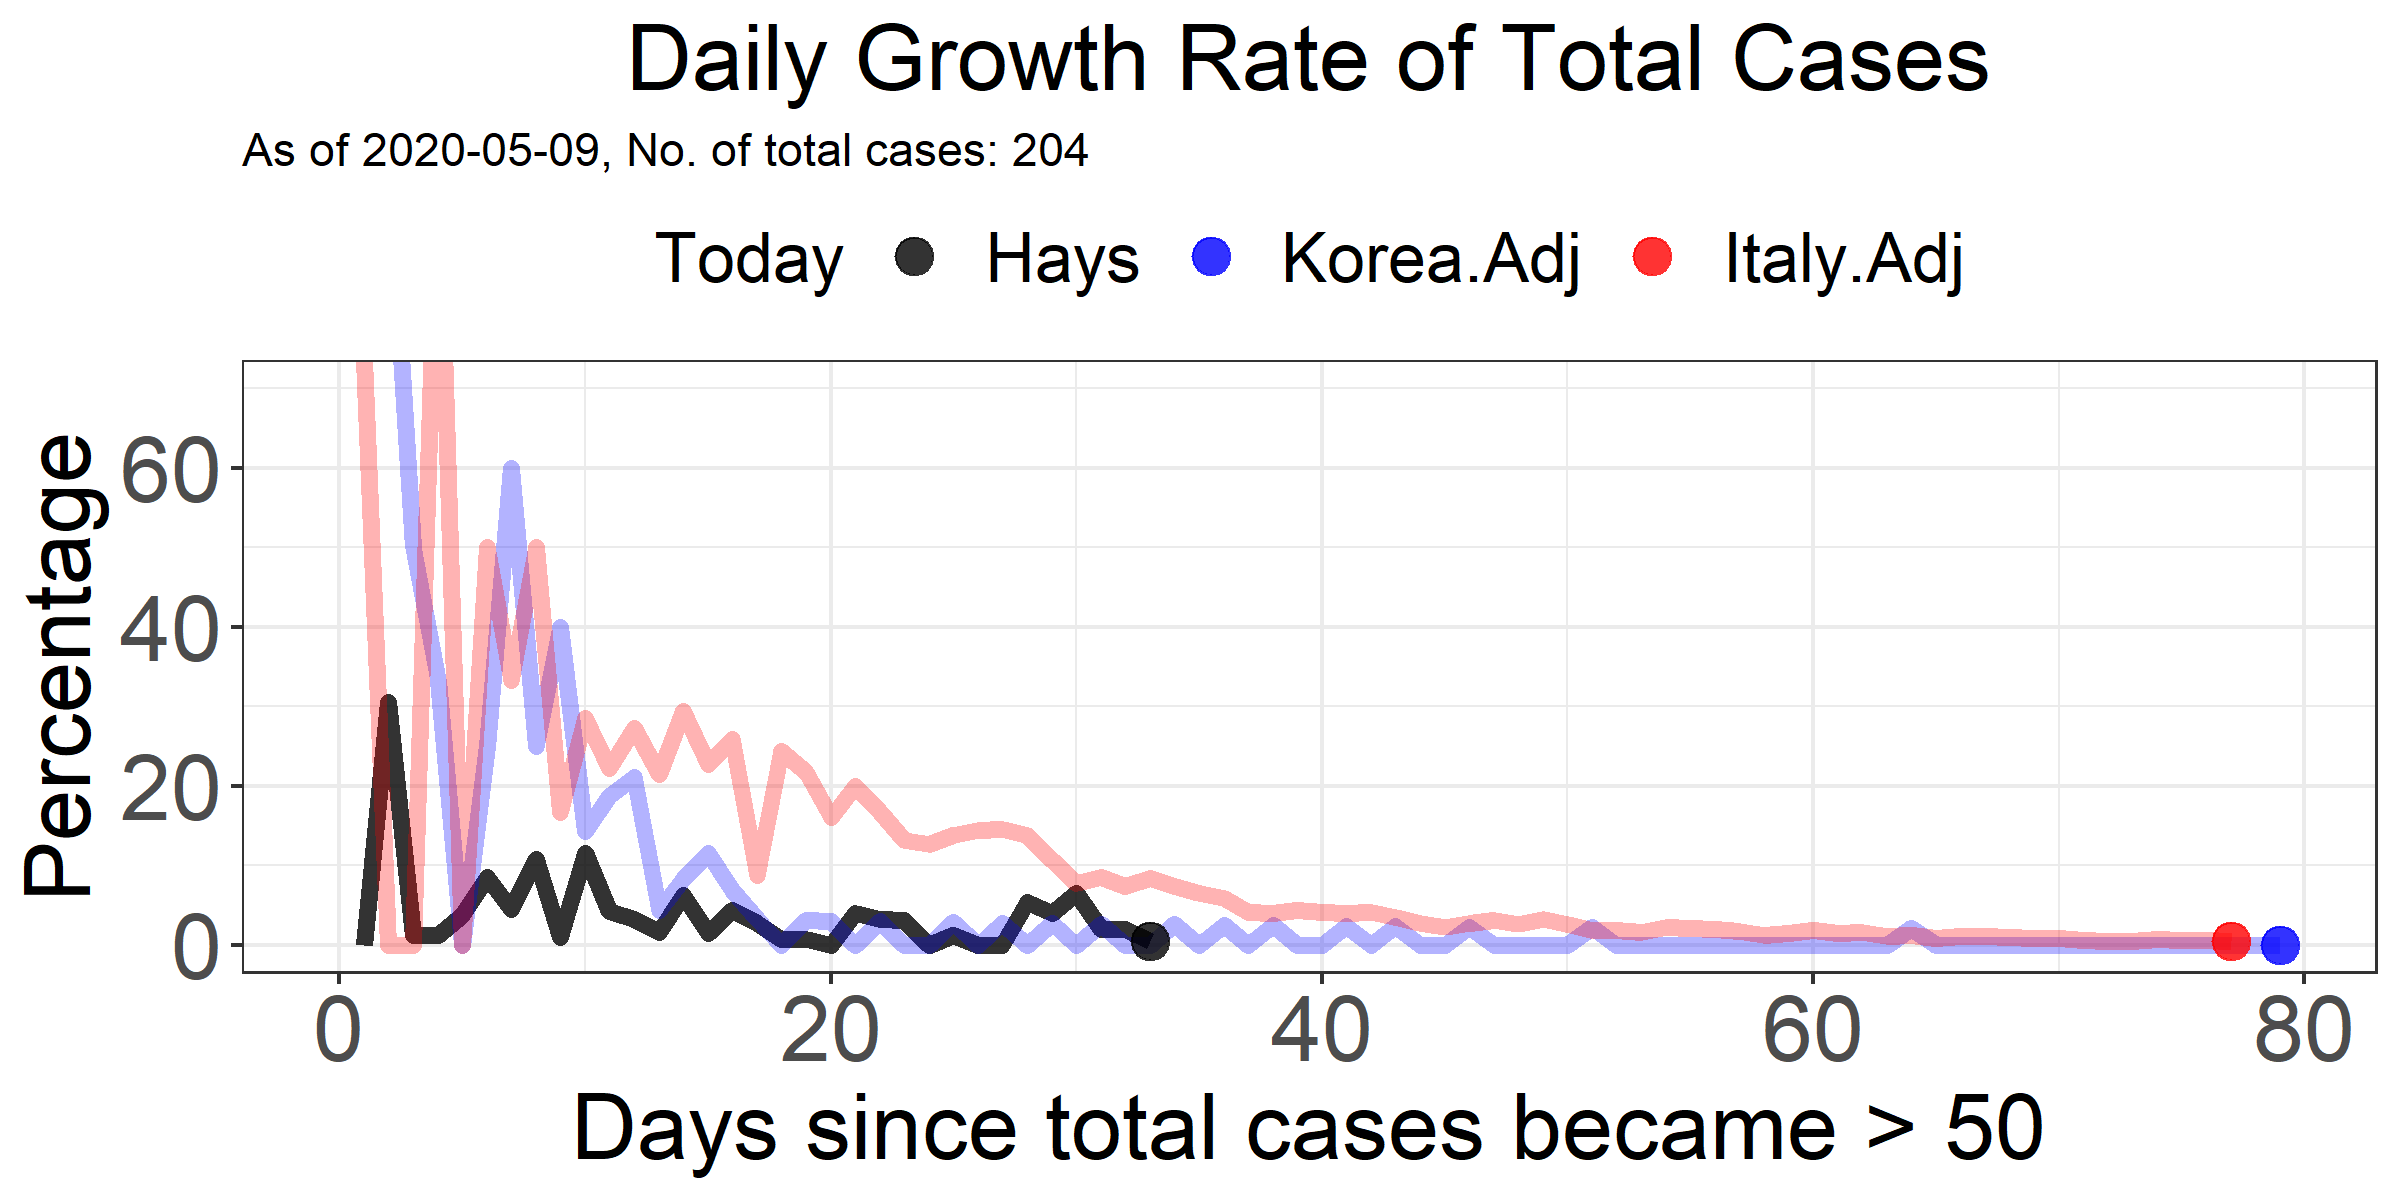 Daily Growth Rate of Total Cases
As of 2020-05-09, No. of total cases: 204
Today Hays Korea.Adj Italy.Adj
Percentage
60
40
20
0
0 20 40 60 80
Days since total cases became > 50